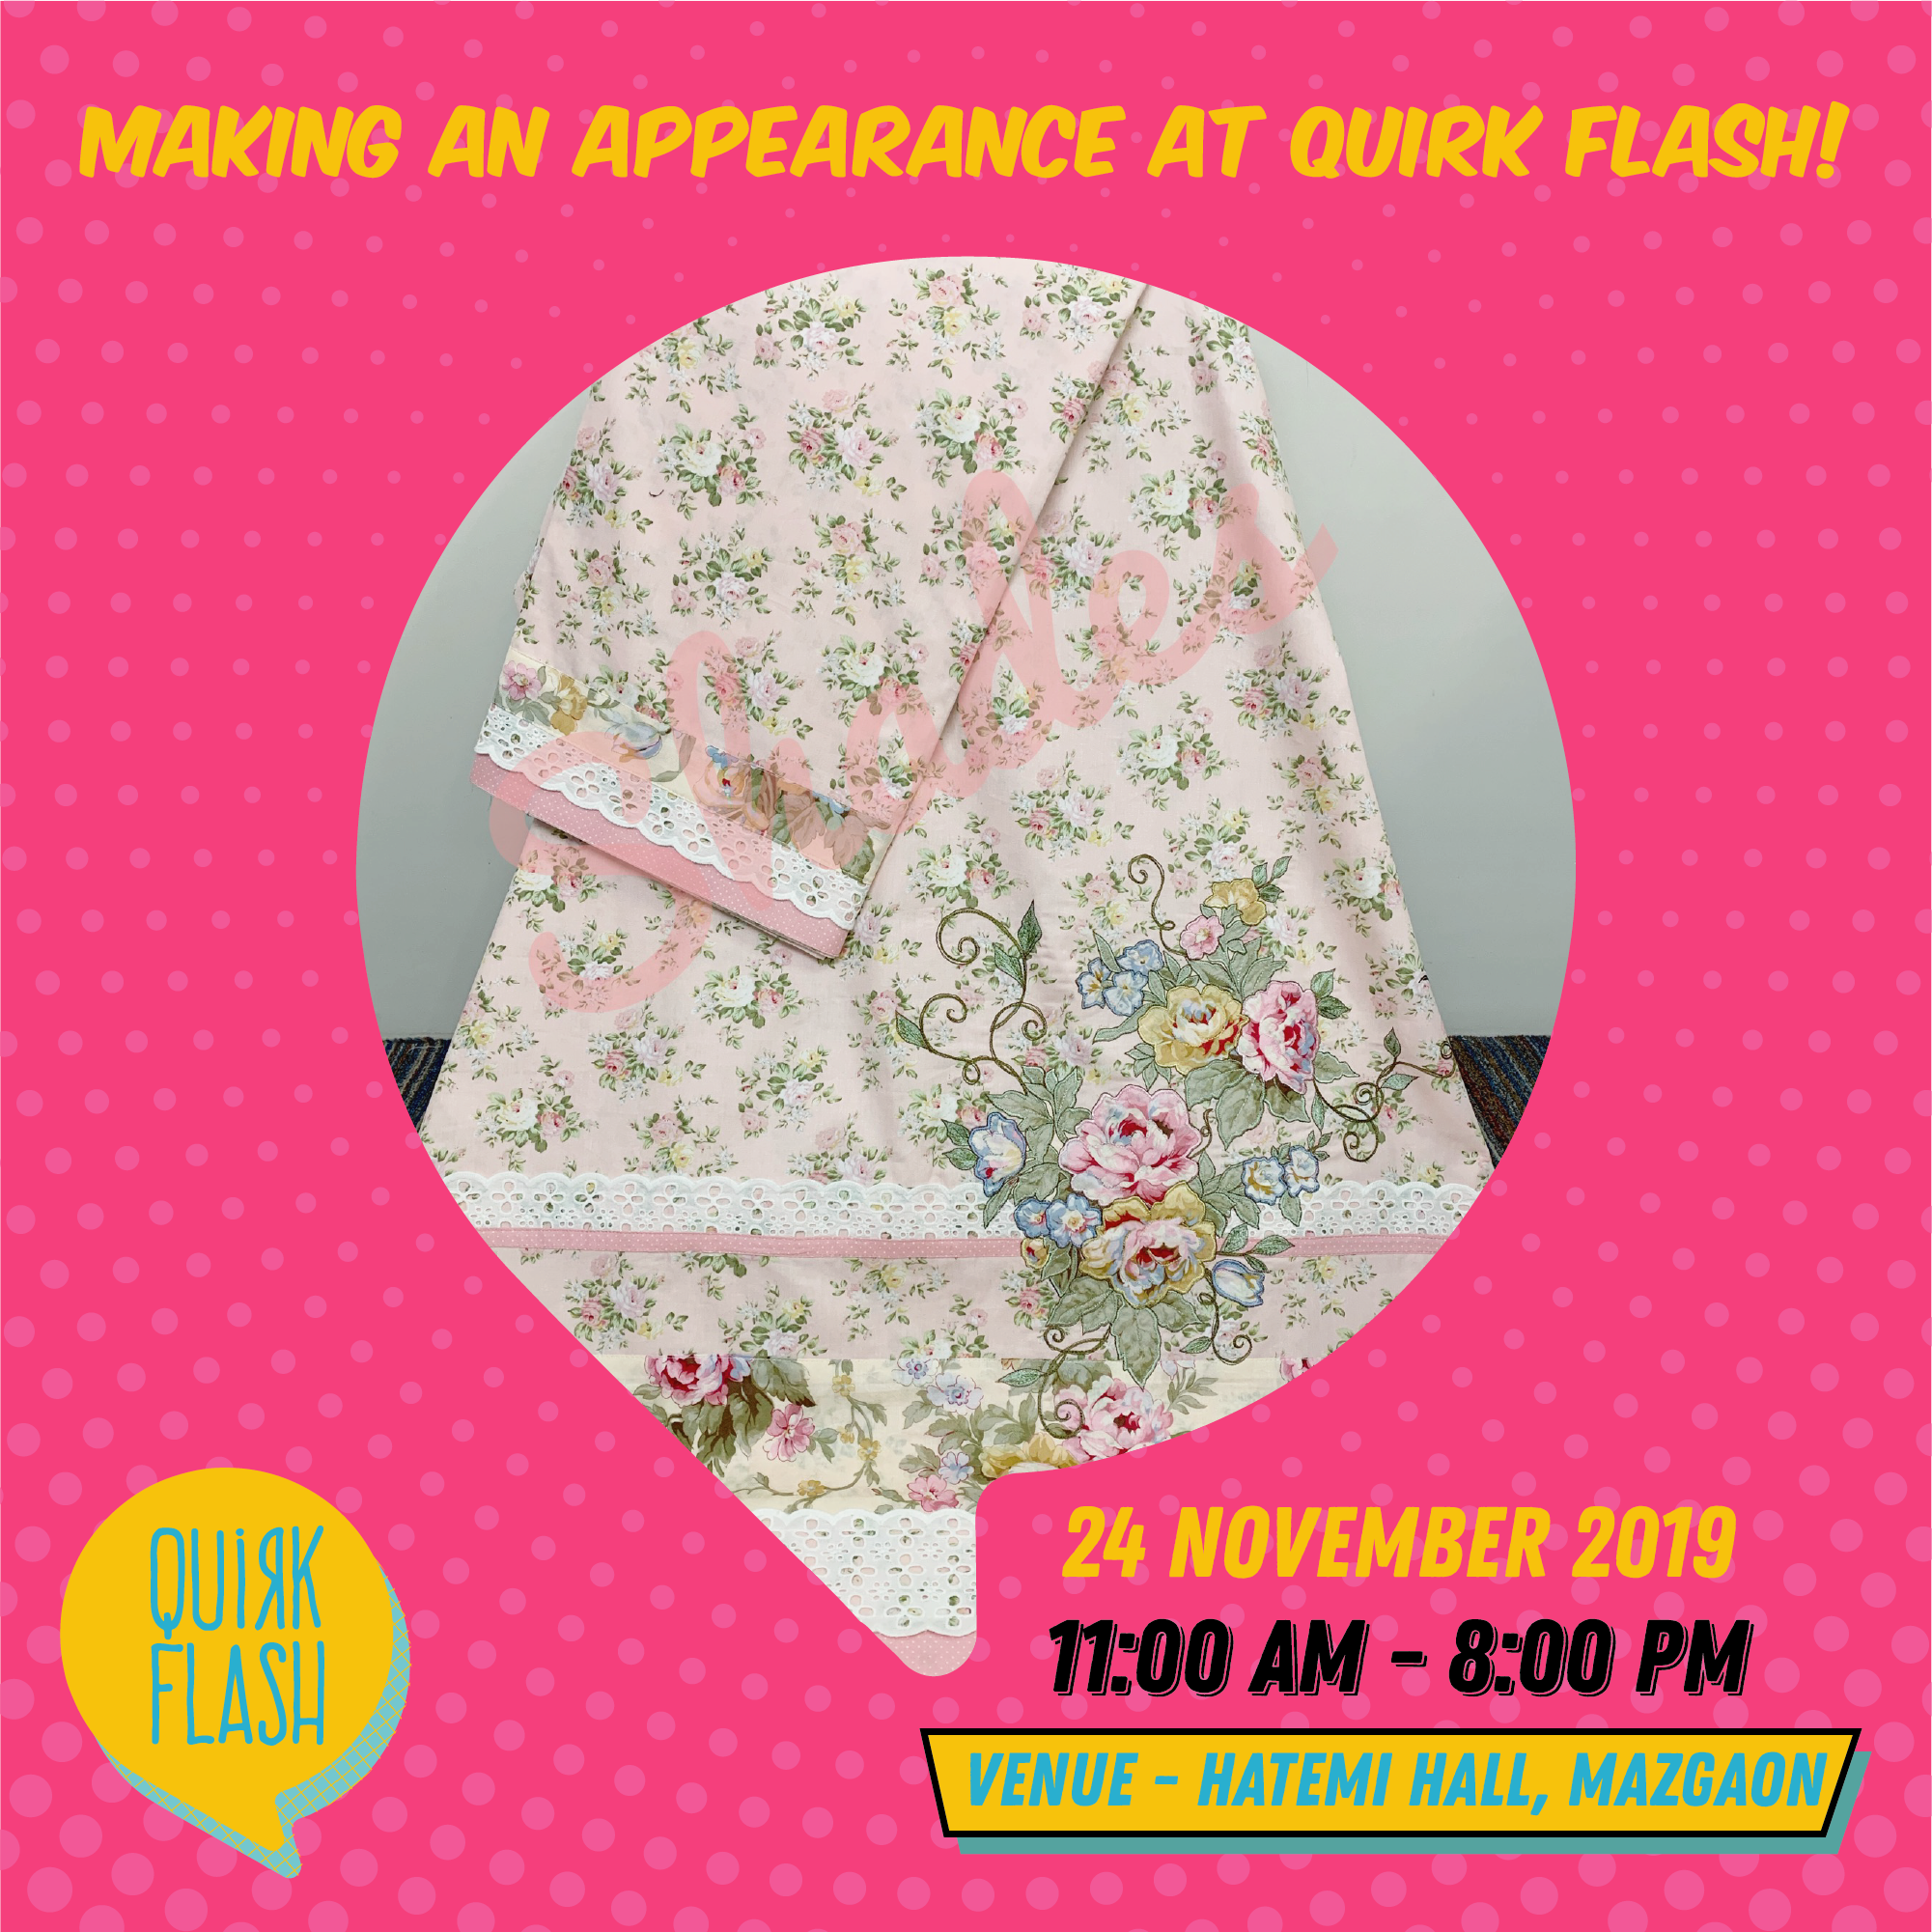 MAKING AN APPEARANCE AT QUIRK FLASH!
Shades
24 NOVEMBER 2019
11:00 AM - 8:00 PM
VENUE - HATEMI HALL, MAZGAON
QUiRK
FLASH